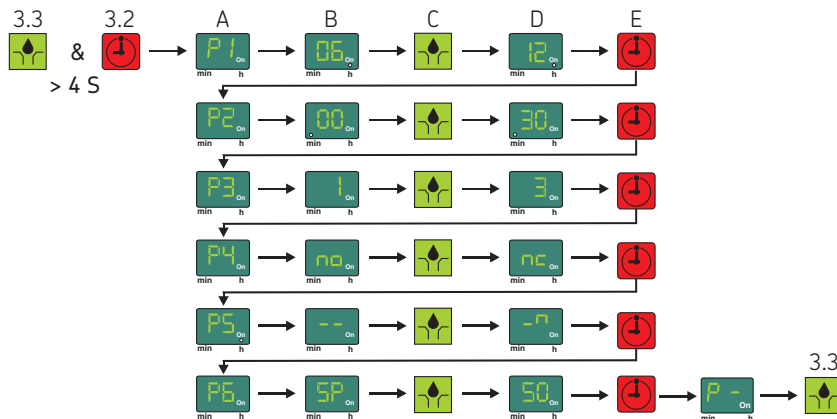 3.3 3.2 A B C D E
& P1 On 06 On 12 On
min h min h min h
> 4 S
P2 On 00 On 30 On
min h min h min h
P3 On 1 On 3 On
min h min h min h
P4 On no On nc On
min h min h min h
P5 On -- On -n On
min h min h min h
3.3
P6 On SP On SO On P - On
min h min h min h min h